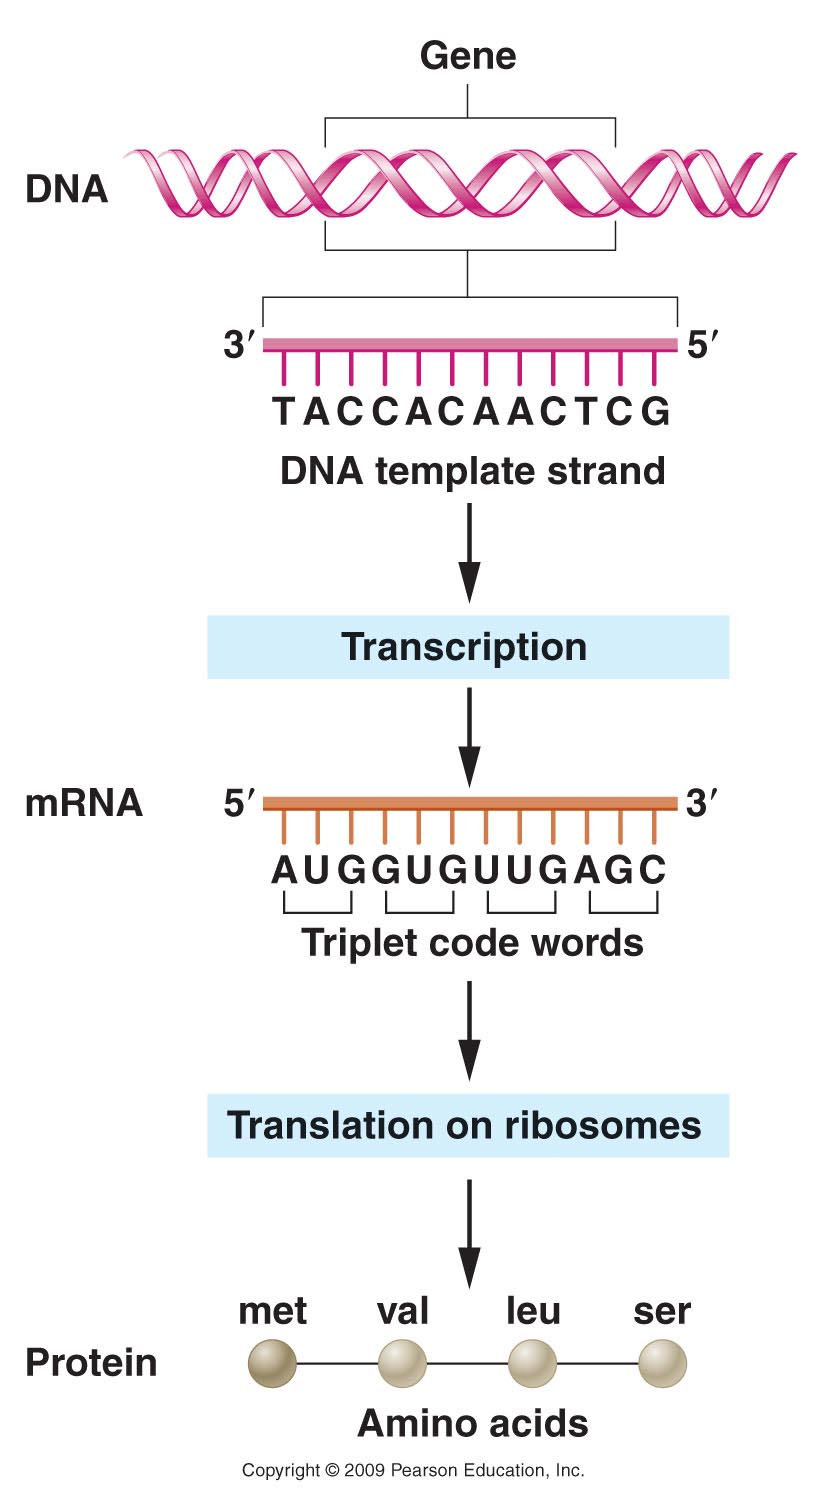 Gene
DNA
3′ 5′
TACCACAACTCG
DNA template strand
Transcription
mRNA 5′ 3′
AUGGUGUUGAGC
Triplet code words
Translation on ribosomes
met val leu ser
Protein
Amino acids
Copyright © 2009 Pearson Education, Inc.